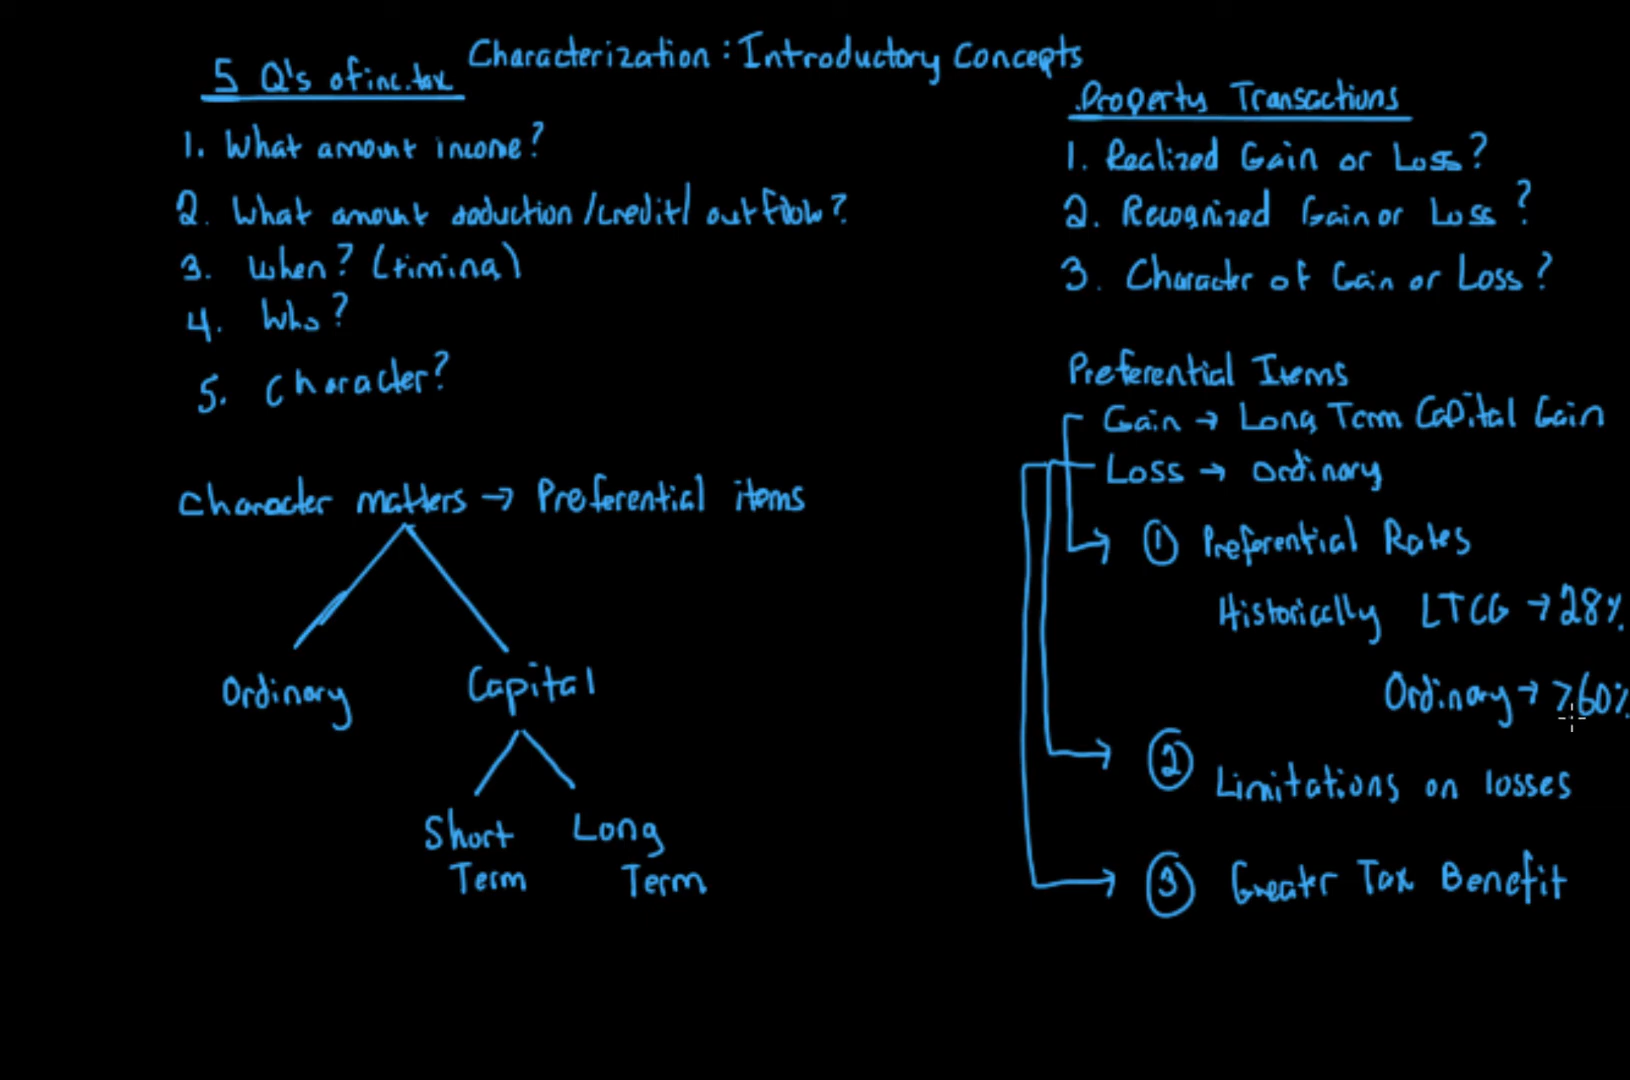 Characterization: Introductory Concepts
5 Q's of inc. tax
1. What amount income?
2. What amount deduction/credit/outflow?
3. When? (timing)
4. Who?
5. Character?
Character matters → Preferential items
Ordinary
Capital
Short Term
Long Term
Property Transactions
1. Realized Gain or Loss?
2. Recognized Gain or Loss?
3. Character of Gain or Loss?
Preferential Items
Gain → Long Term Capital Gain
Loss → Ordinary
① Preferential Rates
Historically LTCG → 28%
Ordinary → >60%
② Limitations on losses
③ Greater Tax Benefit